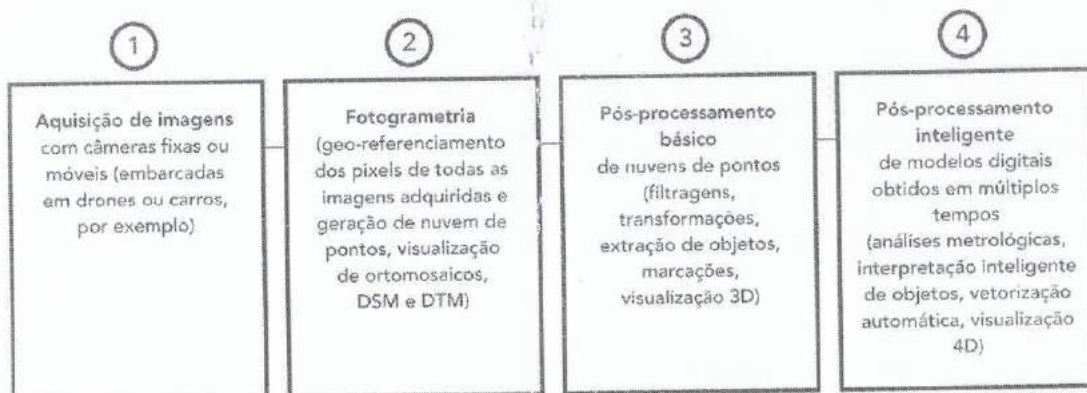 1
Aquisição de imagens
com câmeras fixas ou
móveis (embarcadas
em drones ou carros,
por exemplo)
2
Fotogrametria
(geo-referenciamento
dos pixels de todas as
imagens adquiridas e
geração de nuvem de
pontos, visualização
de ortomosaicos,
DSM e DTM)
3
Pós-processamento
básico
de nuvens de pontos
(filtragens,
transformações,
extração de objetos,
marcações,
visualização 3D)
4
Pós-processamento
inteligente
de modelos digitais
obtidos em múltiplos
tempos
(análises metrológicas,
interpretação inteligente
de objetos, vetorização
automática, visualização
4D)